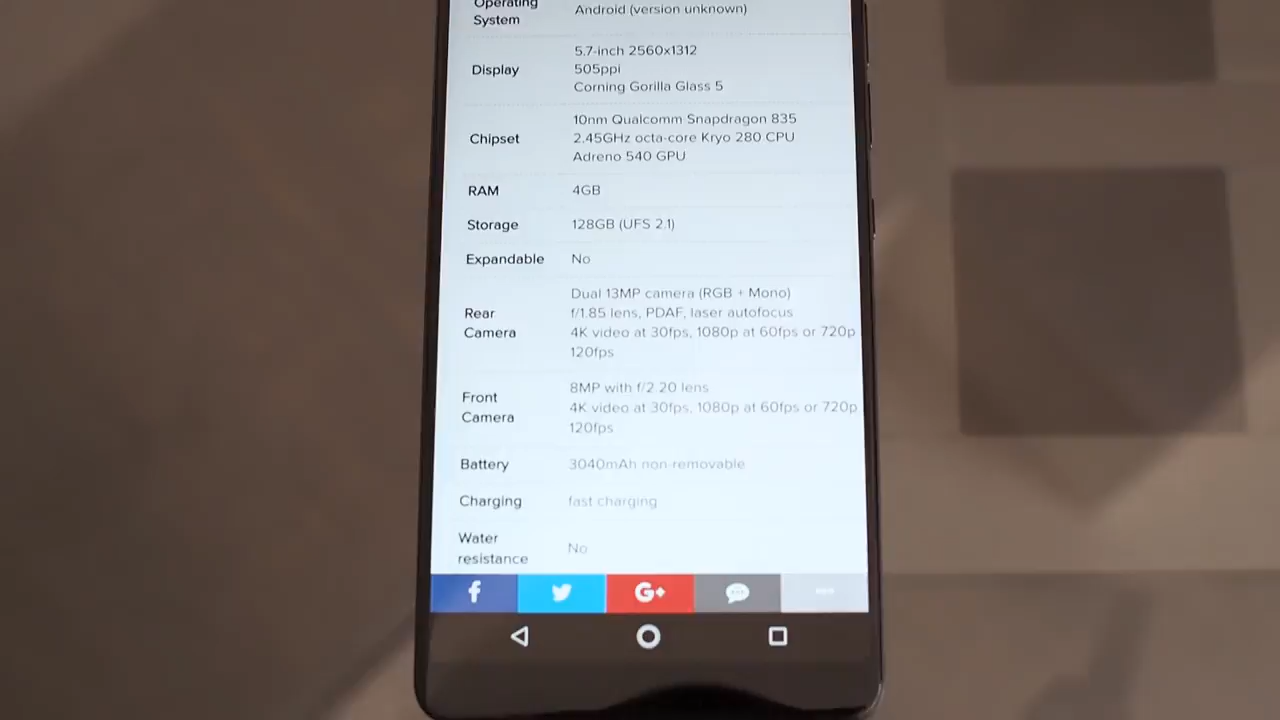 Operating
System
Android (version unknown)
Display
5.7-inch 2560x1312
505ppi
Corning Gorilla Glass 5
Chipset
10nm Qualcomm Snapdragon 835
2.45GHz octa-core Kryo 280 CPU
Adreno 540 GPU
RAM
4GB
Storage
128GB (UFS 2.1)
Expandable
No
Rear
Camera
Dual 13MP camera (RGB + Mono)
f/1.85 lens, PDAF, laser autofocus
4K video at 30fps, 1080p at 60fps or 720p
120fps
Front
Camera
8MP with f/2.20 lens
4K video at 30fps, 1080p at 60fps or 720p
120fps
Battery
3040mAh non-removable
Charging
fast charging
Water
resistance
No
f
G+